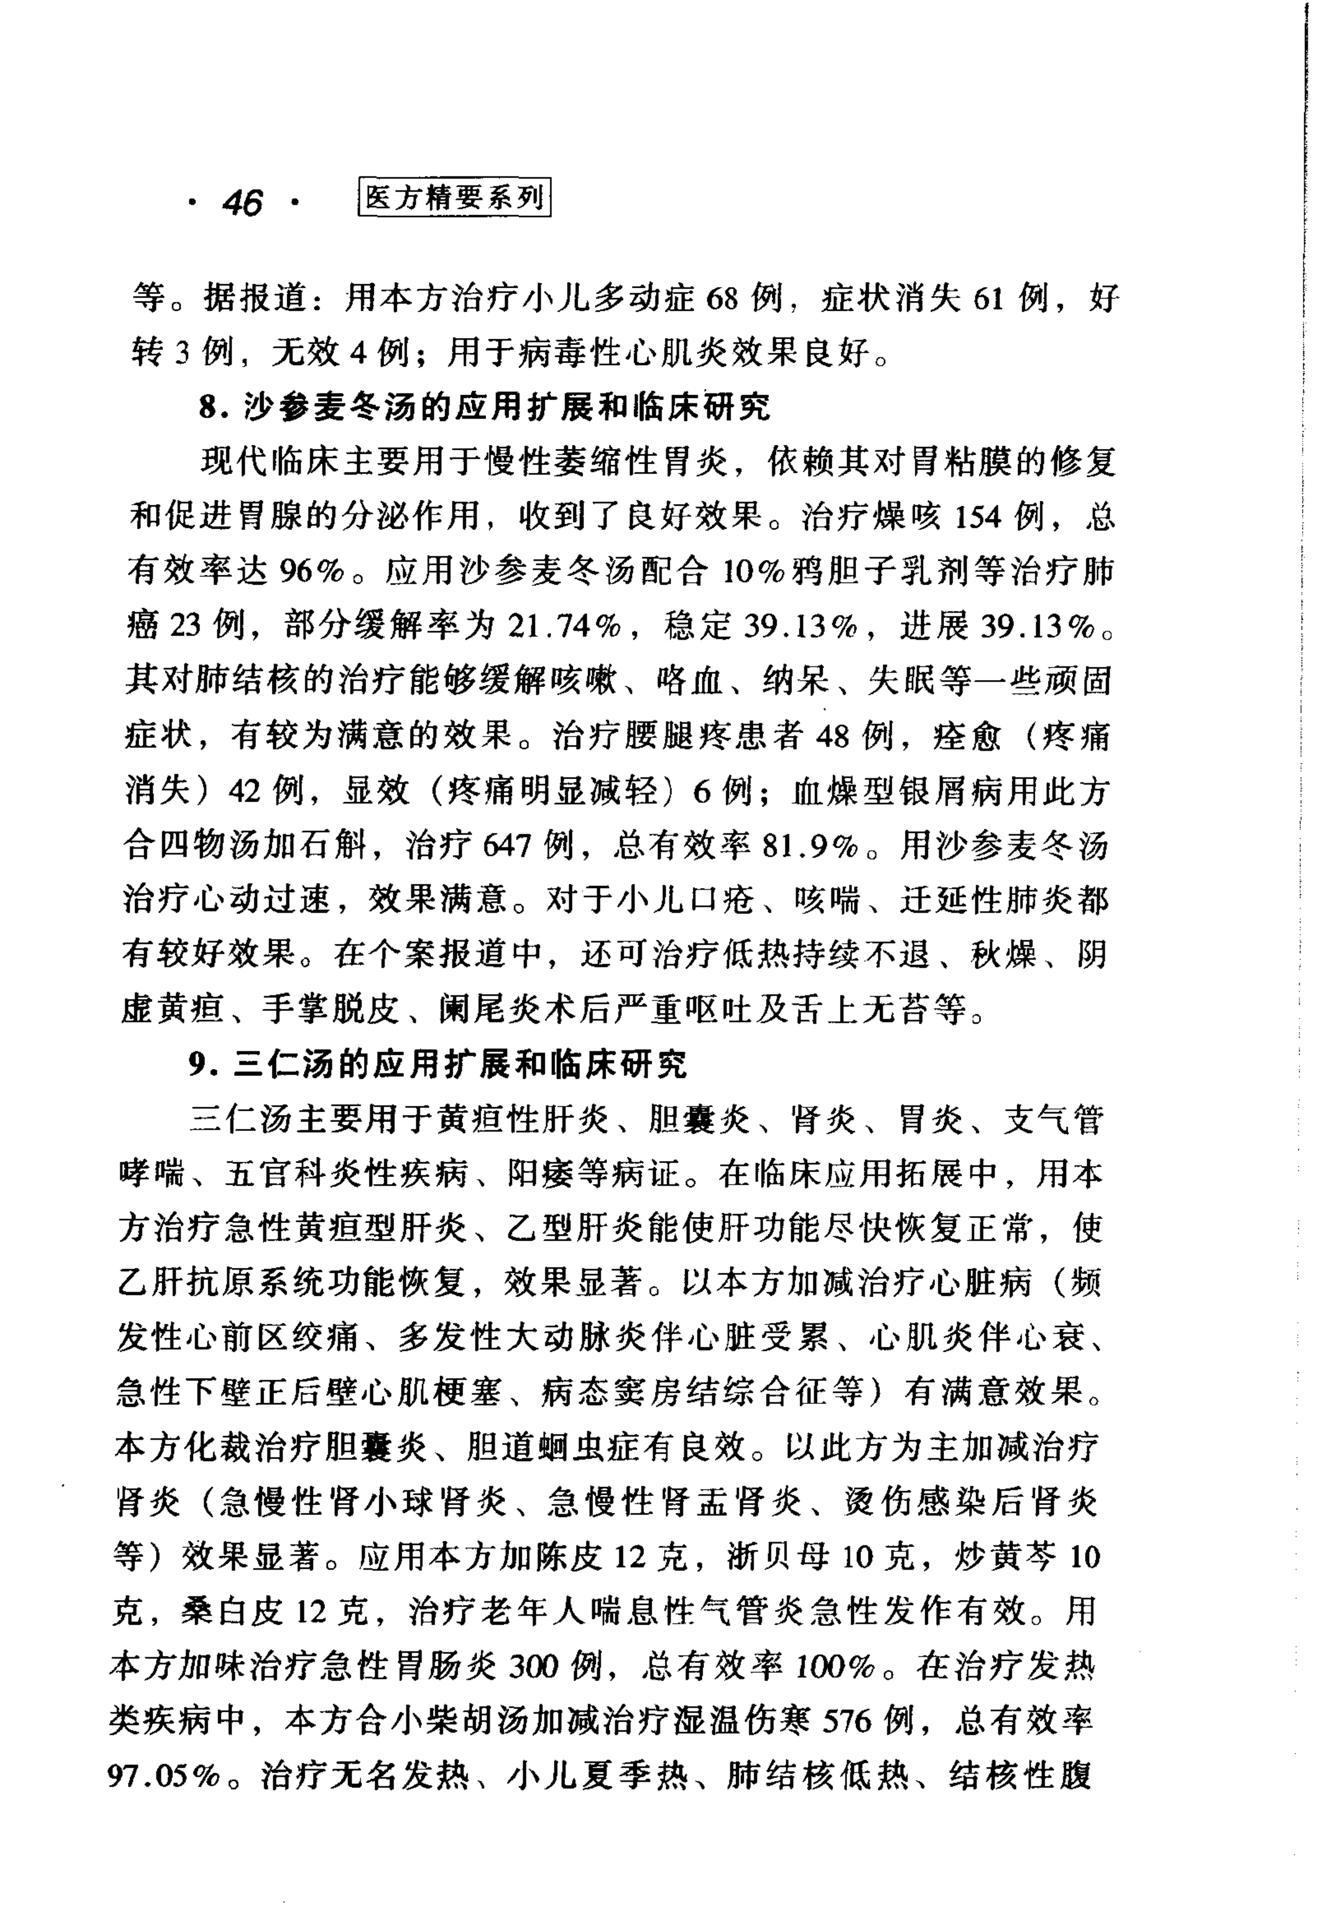 · 46 · 医方精要系列
等。据报道：用本方治疗小儿多动症 68 例，症状消失 61 例，好
转 3 例，无效 4 例；用于病毒性心肌炎效果良好。
8. 沙参麦冬汤的应用扩展和临床研究
现代临床主要用于慢性萎缩性胃炎，依赖其对胃粘膜的修复
和促进胃腺的分泌作用，收到了良好效果。治疗燥咳 154 例，总
有效率达 96%。应用沙参麦冬汤配合 10%鸦胆子乳剂等治疗肺
癌 23 例，部分缓解率为 21.74%，稳定 39.13%，进展 39.13%。
其对肺结核的治疗能够缓解咳嗽、咯血、纳呆、失眠等一些顽固
症状，有较为满意的效果。治疗腰腿疼患者 48 例，痊愈（疼痛
消失）42 例，显效（疼痛明显减轻）6 例；血燥型银屑病用此方
合四物汤加石斛，治疗 647 例，总有效率 81.9%。用沙参麦冬汤
治疗心动过速，效果满意。对于小儿口疮、咳喘、迁延性肺炎都
有较好效果。在个案报道中，还可治疗低热持续不退、秋燥、阴
虚黄疸、手掌脱皮、阑尾炎术后严重呕吐及舌上无苔等。
9. 三仁汤的应用扩展和临床研究
三仁汤主要用于黄疸性肝炎、胆囊炎、肾炎、胃炎、支气管
哮喘、五官科炎性疾病、阳痿等病证。在临床应用拓展中，用本
方治疗急性黄疸型肝炎、乙型肝炎能使肝功能尽快恢复正常，使
乙肝抗原系统功能恢复，效果显著。以本方加减治疗心脏病（频
发性心前区绞痛、多发性大动脉炎伴心脏受累、心肌炎伴心衰、
急性下壁正后壁心肌梗塞、病态窦房结综合征等）有满意效果。
本方化裁治疗胆囊炎、胆道蛔虫症有良效。以此方为主加减治疗
肾炎（急慢性肾小球肾炎、急慢性肾盂肾炎、烫伤感染后肾炎
等）效果显著。应用本方加陈皮 12 克，浙贝母 10 克，炒黄芩 10
克，桑白皮 12 克，治疗老年人喘息性气管炎急性发作有效。用
本方加味治疗急性胃肠炎 300 例，总有效率 100%。在治疗发热
类疾病中，本方合小柴胡汤加减治疗湿温伤寒 576 例，总有效率
97.05%。治疗无名发热、小儿夏季热、肺结核低热、结核性腹